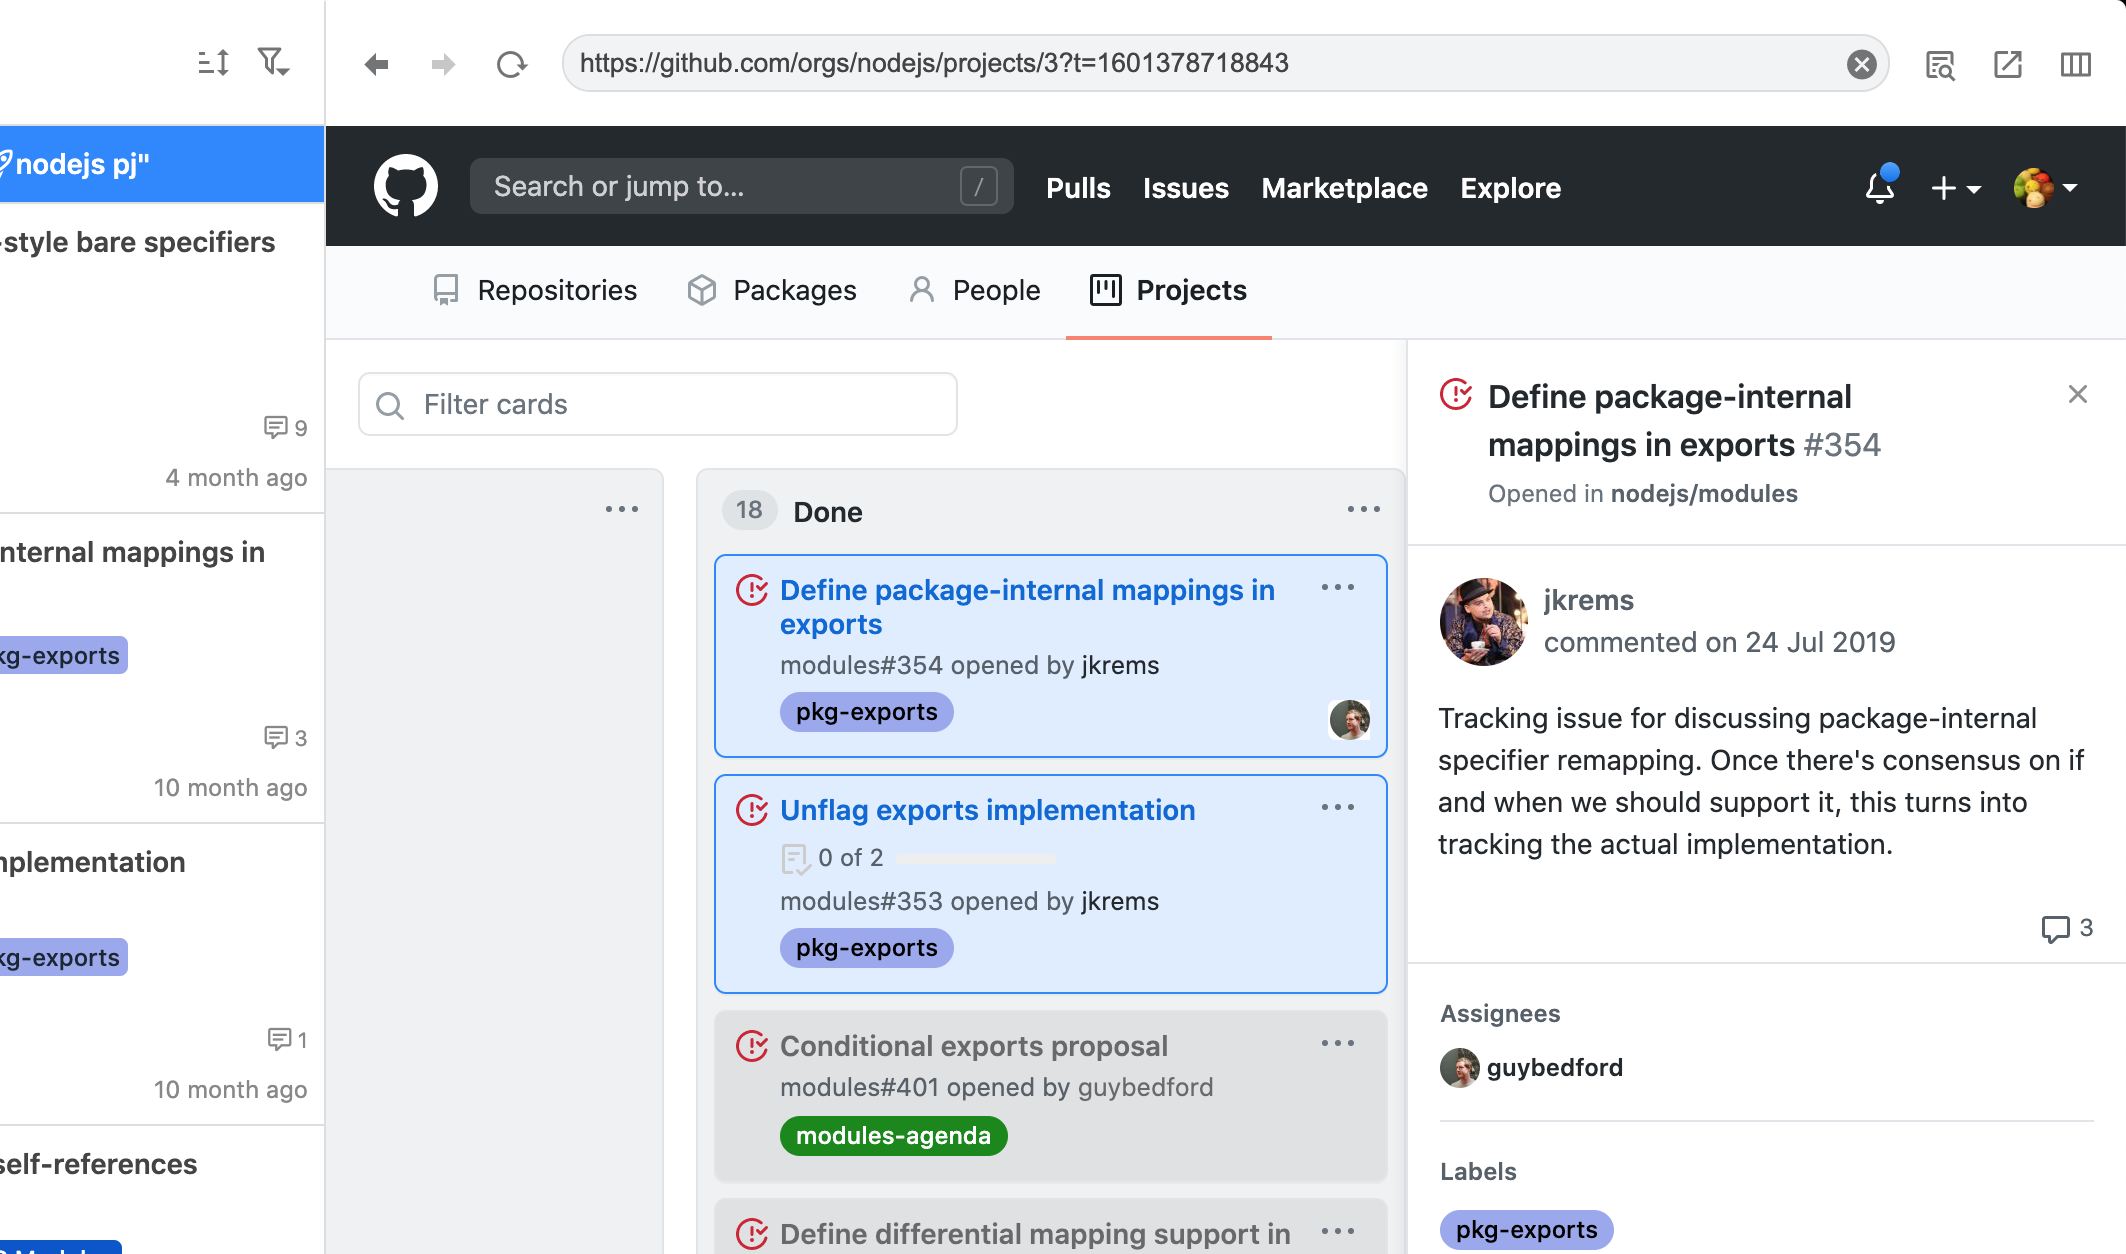 nodejs pj"
-style bare specifiers
9
4 month ago
nternal mappings in
kg-exports
3
10 month ago
mplementation
kg-exports
1
10 month ago
self-references
https://github.com/orgs/nodejs/projects/3?t=1601378718843
Search or jump to...
/
Pulls
Issues
Marketplace
Explore
Repositories
Packages
People
Projects
Filter cards
18
Done
Define package-internal mappings in
exports
modules#354 opened by jkrems
pkg-exports
Unflag exports implementation
0 of 2
modules#353 opened by jkrems
pkg-exports
Conditional exports proposal
modules#401 opened by guybedford
modules-agenda
Define differential mapping support in
Define package-internal
mappings in exports #354
Opened in nodejs/modules
jkrems
commented on 24 Jul 2019
Tracking issue for discussing package-internal
specifier remapping. Once there's consensus on if
and when we should support it, this turns into
tracking the actual implementation.
3
Assignees
guybedford
Labels
pkg-exports